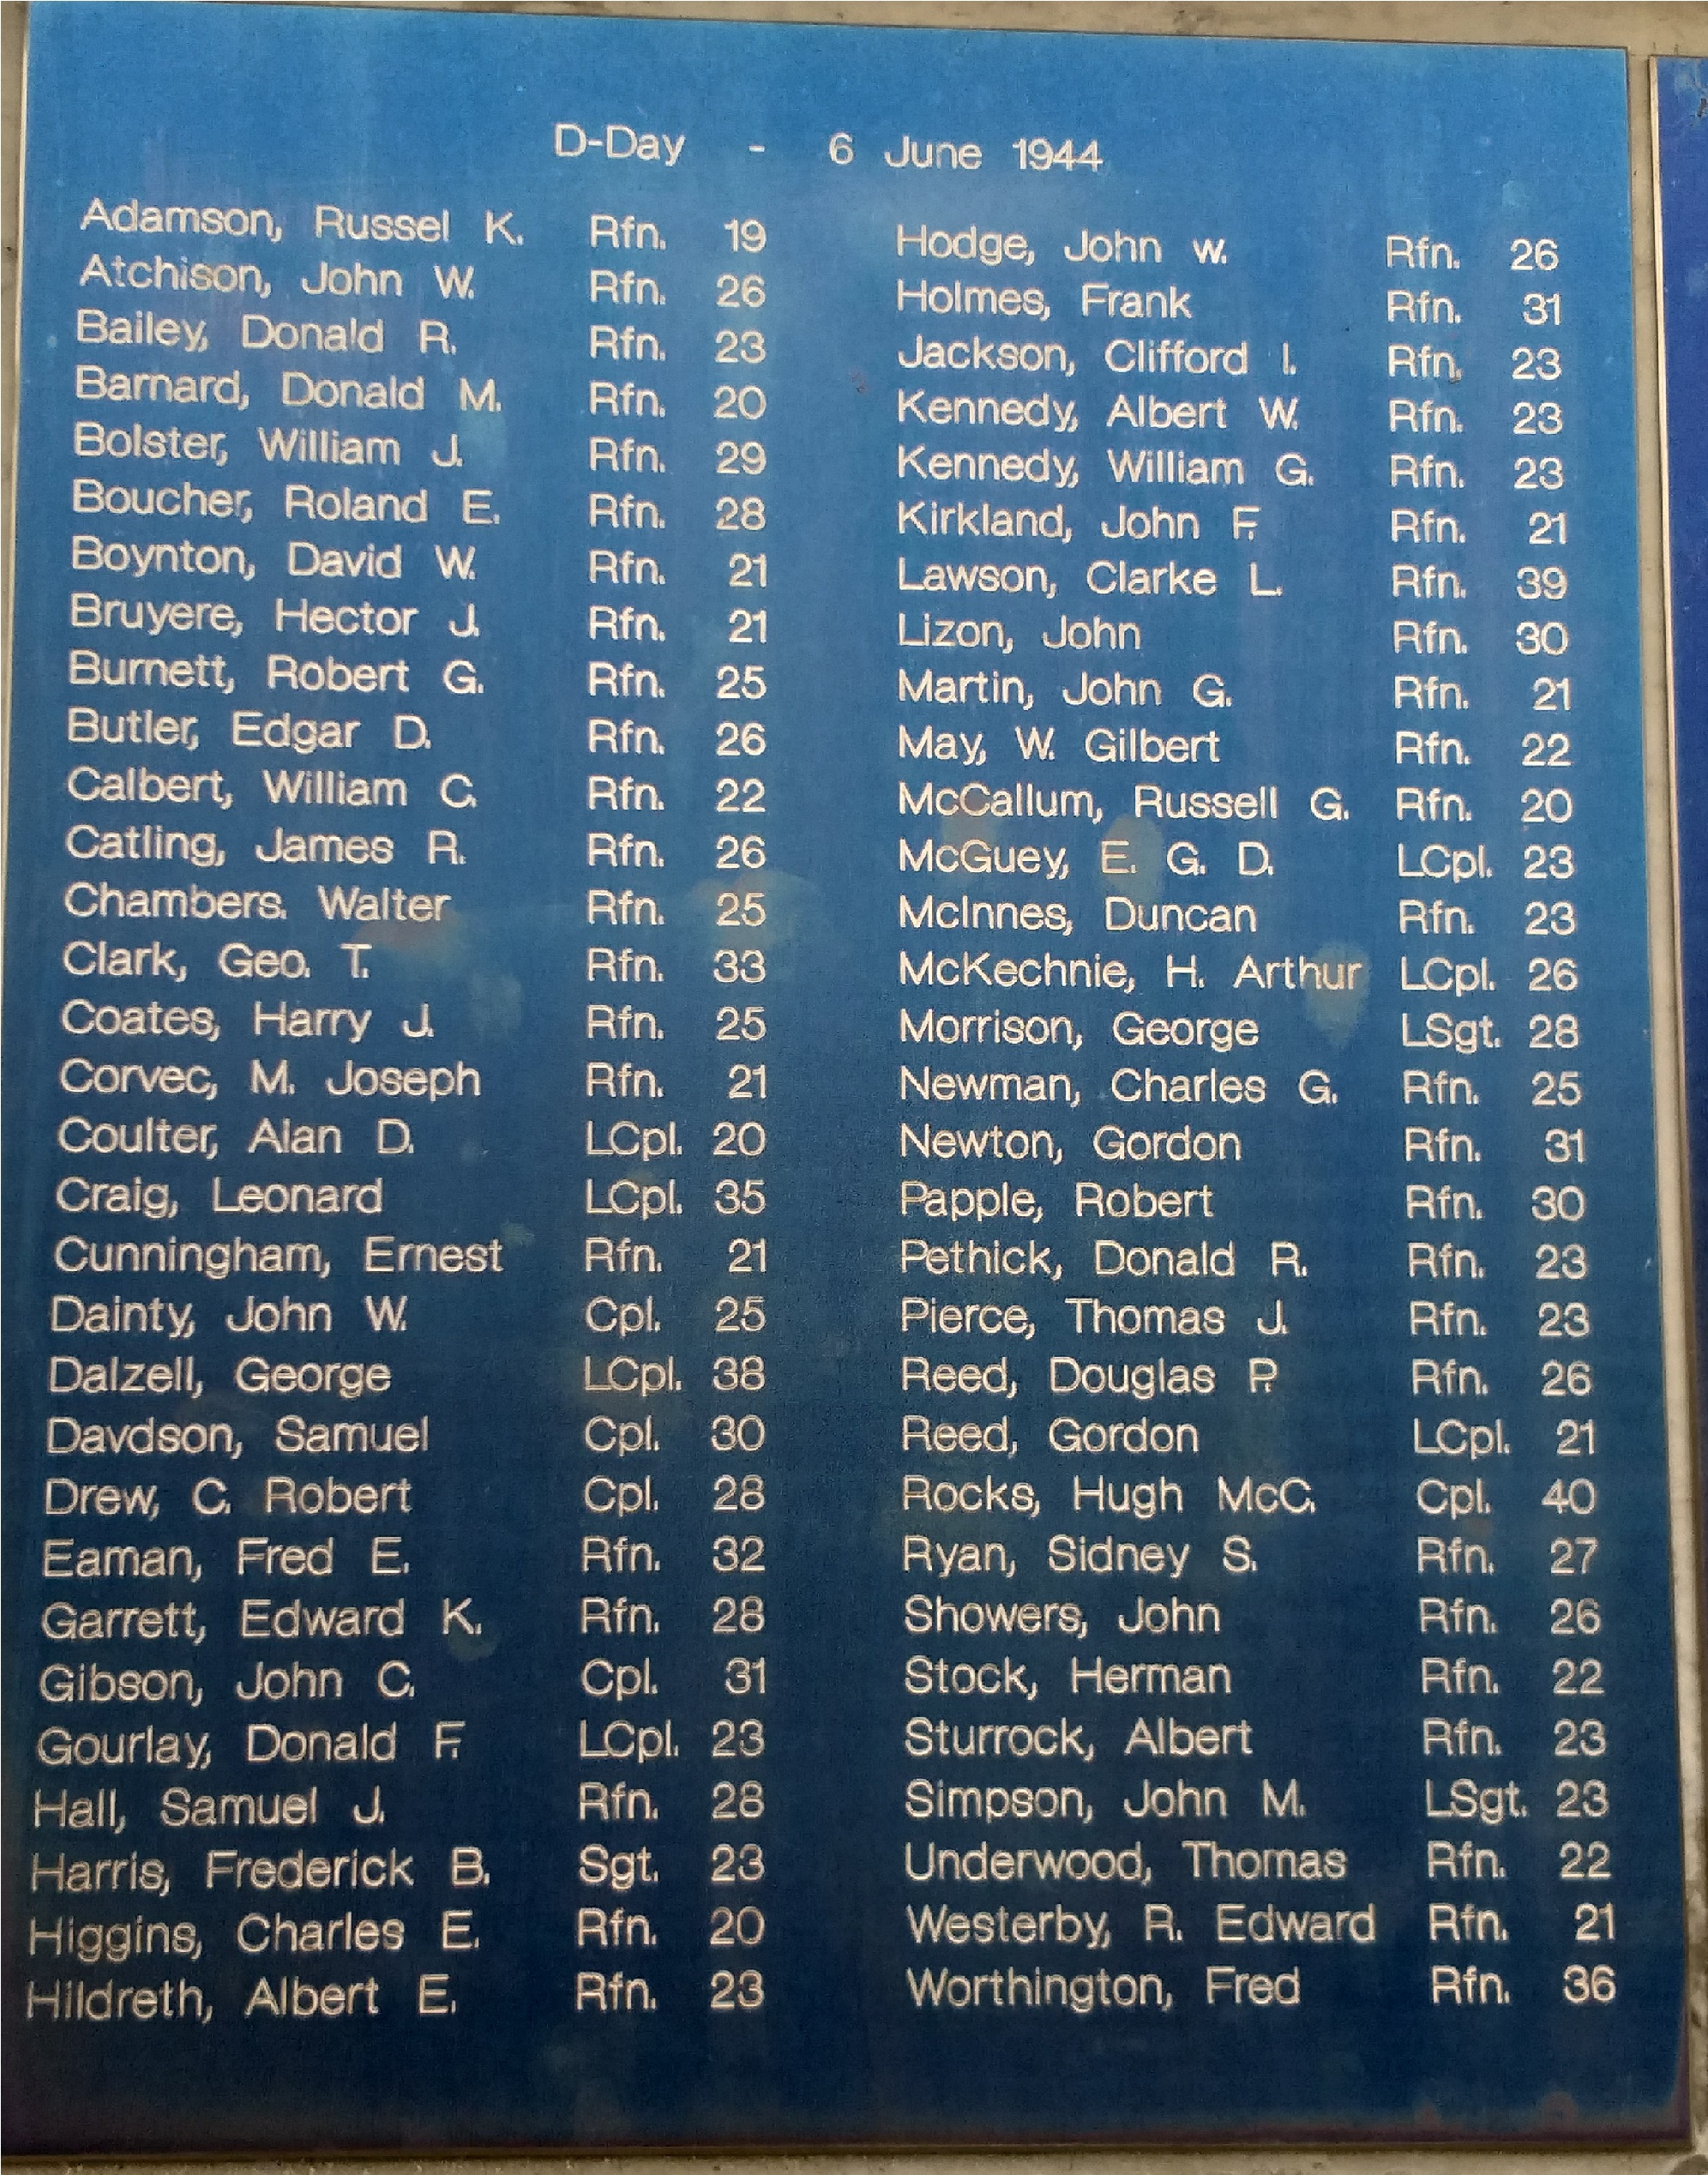 D-Day - 6 June 1944
Adamson, Russel K. Rfn. 19
Atchison, John W. Rfn. 26
Bailey, Donald R. Rfn. 23
Barnard, Donald M. Rfn. 20
Bolster, William J. Rfn. 29
Boucher, Roland E. Rfn. 28
Boynton, David W. Rfn. 21
Bruyere, Hector J. Rfn. 21
Burnett, Robert G. Rfn. 25
Butler, Edgar D. Rfn. 26
Calbert, William C. Rfn. 22
Catling, James R. Rfn. 26
Chambers. Walter Rfn. 25
Clark, Geo. T. Rfn. 33
Coates, Harry J. Rfn. 25
Corvec, M. Joseph Rfn. 21
Coulter, Alan D. LCpl. 20
Craig, Leonard LCpl. 35
Cunningham, Ernest Rfn. 21
Dainty, John W. Cpl. 25
Dalzell, George LCpl. 38
Davdson, Samuel Cpl. 30
Drew, C. Robert Cpl. 28
Eaman, Fred E. Rfn. 32
Garrett, Edward K. Rfn. 28
Gibson, John C. Cpl. 31
Gourlay, Donald F. LCpl. 23
Hall, Samuel J. Rfn. 28
Harris, Frederick B. Sgt. 23
Higgins, Charles E. Rfn. 20
Hildreth, Albert E. Rfn. 23
Hodge, John w. Rfn. 26
Holmes, Frank Rfn. 31
Jackson, Clifford I. Rfn. 23
Kennedy, Albert W. Rfn. 23
Kennedy, William G. Rfn. 23
Kirkland, John F. Rfn. 21
Lawson, Clarke L. Rfn. 39
Lizon, John Rfn. 30
Martin, John G. Rfn. 21
May, W. Gilbert Rfn. 22
McCallum, Russell G. Rfn. 20
McGuey, E. G. D. LCpl. 23
McInnes, Duncan Rfn. 23
McKechnie, H. Arthur LCpl. 26
Morrison, George LSgt. 28
Newman, Charles G. Rfn. 25
Newton, Gordon Rfn. 31
Papple, Robert Rfn. 30
Pethick, Donald R. Rfn. 23
Pierce, Thomas J. Rfn. 23
Reed, Douglas P. Rfn. 26
Reed, Gordon LCpl. 21
Rocks, Hugh McC. Cpl. 40
Ryan, Sidney S. Rfn. 27
Showers, John Rfn. 26
Stock, Herman Rfn. 22
Sturrock, Albert Rfn. 23
Simpson, John M. LSgt. 23
Underwood, Thomas Rfn. 22
Westerby, R. Edward Rfn. 21
Worthington, Fred Rfn. 36